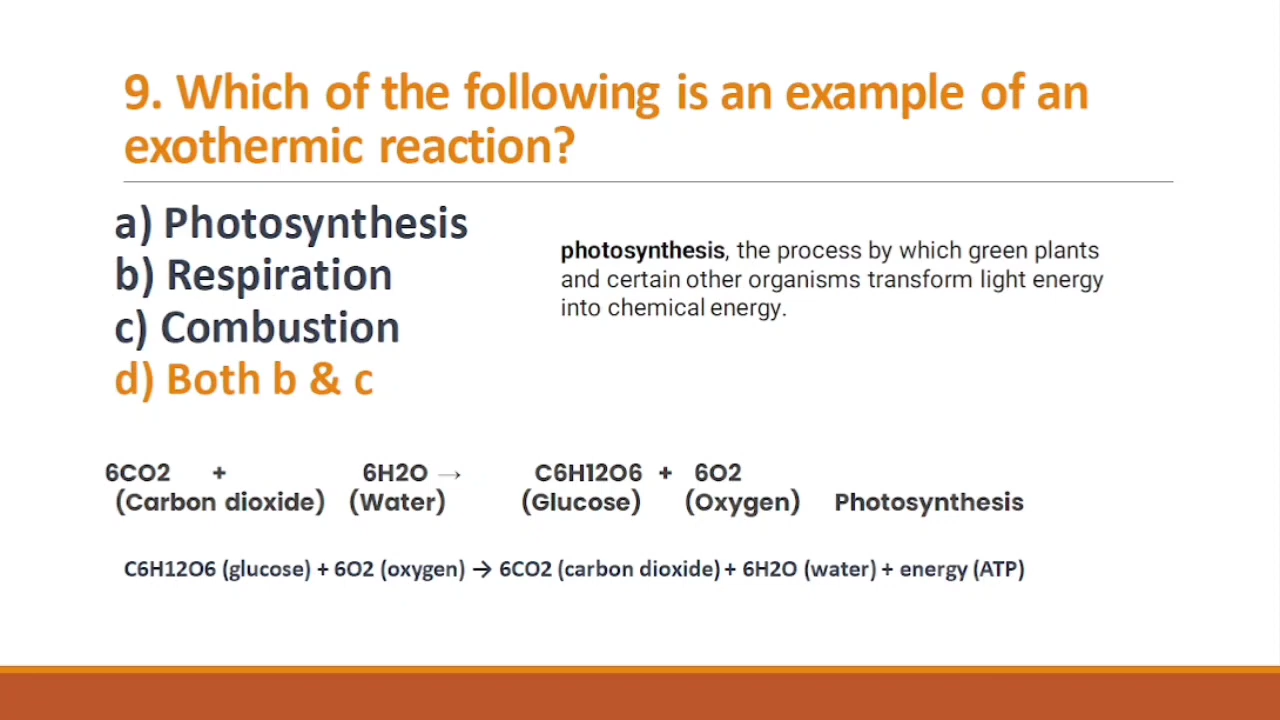 9. Which of the following is an example of an
exothermic reaction?
a) Photosynthesis
b) Respiration
c) Combustion
d) Both b & c
photosynthesis, the process by which green plants
and certain other organisms transform light energy
into chemical energy.
6CO2 + 6H2O → C6H12O6 + 6O2
(Carbon dioxide) (Water) (Glucose) (Oxygen) Photosynthesis
C6H12O6 (glucose) + 6O2 (oxygen) → 6CO2 (carbon dioxide) + 6H2O (water) + energy (ATP)